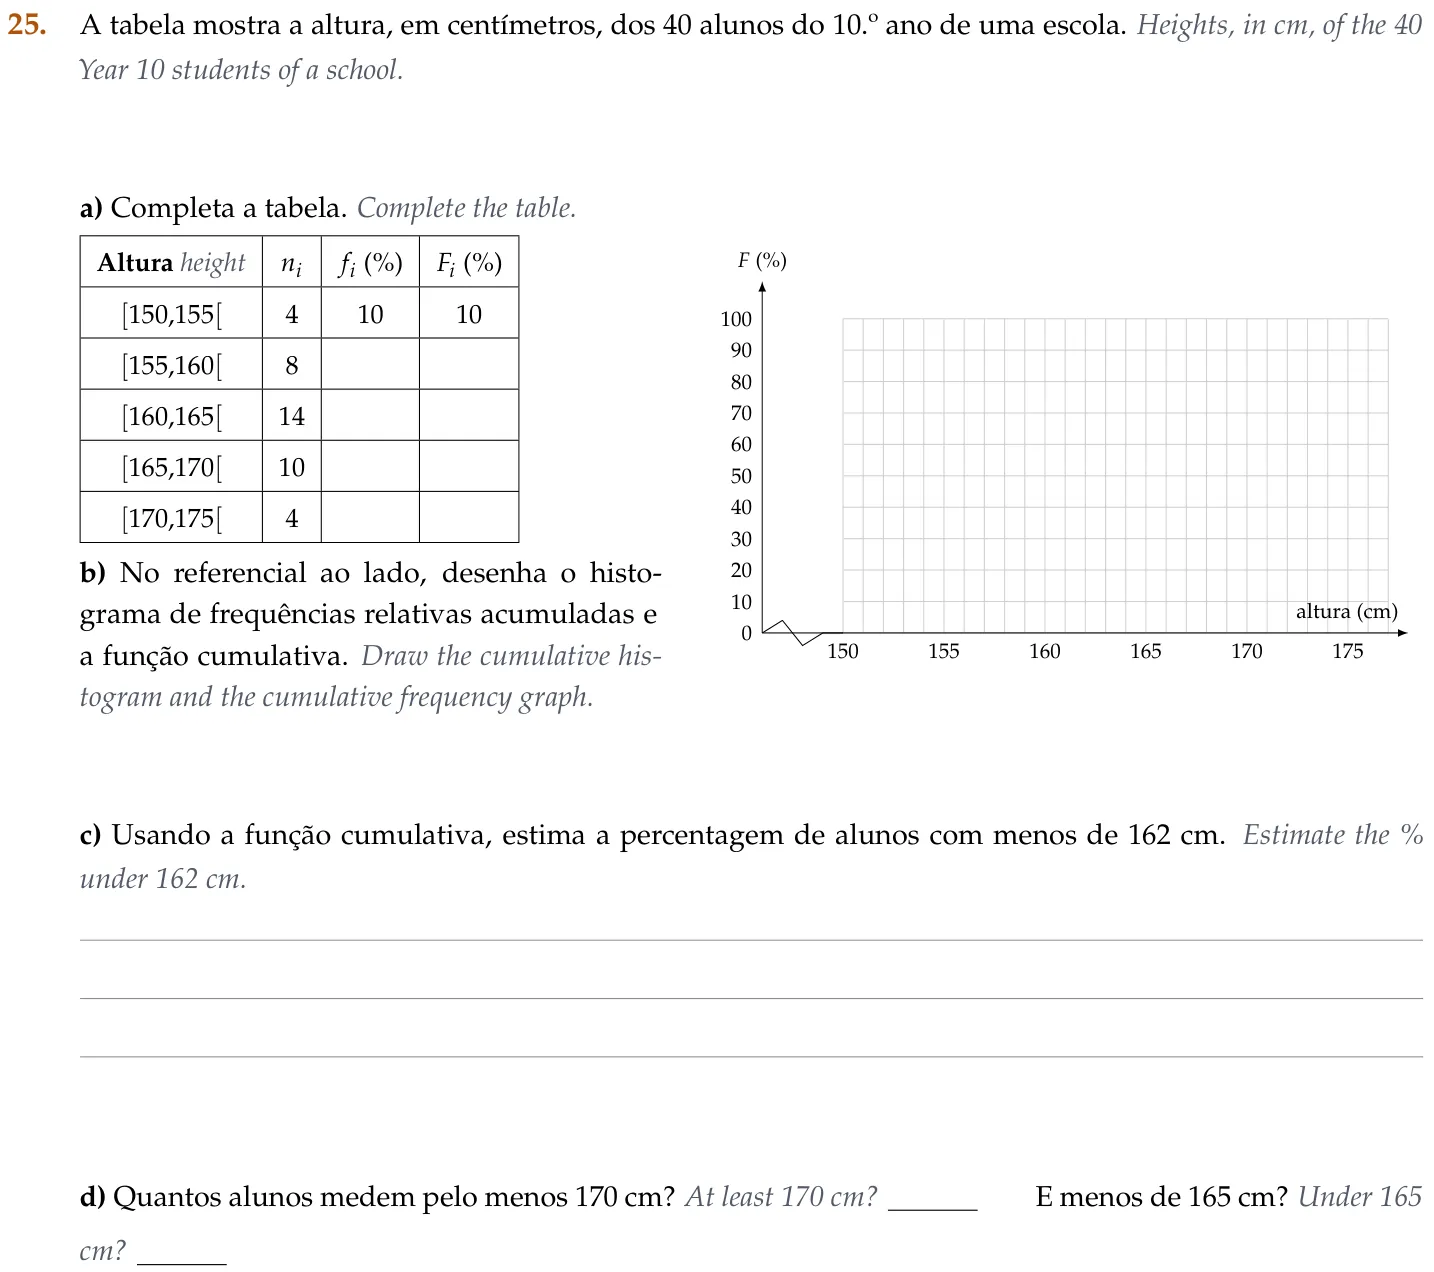 25. A tabela mostra a altura, em centímetros, dos 40 alunos do 10.º ano de uma escola. Heights, in cm, of the 40
Year 10 students of a school.
a) Completa a tabela. Complete the table.
Altura height nᵢ fᵢ (%) Fᵢ (%)
[150,155[ 4 10 10
[155,160[ 8
[160,165[ 14
[165,170[ 10
[170,175[ 4
b) No referencial ao lado, desenha o histo-
grama de frequências relativas acumuladas e
a função cumulativa. Draw the cumulative his-
togram and the cumulative frequency graph.
F (%)
100
90
80
70
60
50
40
30
20
10
altura (cm)
0
150 155 160 165 170 175
c) Usando a função cumulativa, estima a percentagem de alunos com menos de 162 cm. Estimate the %
under 162 cm.
d) Quantos alunos medem pelo menos 170 cm? At least 170 cm? ______ E menos de 165 cm? Under 165
cm? ______